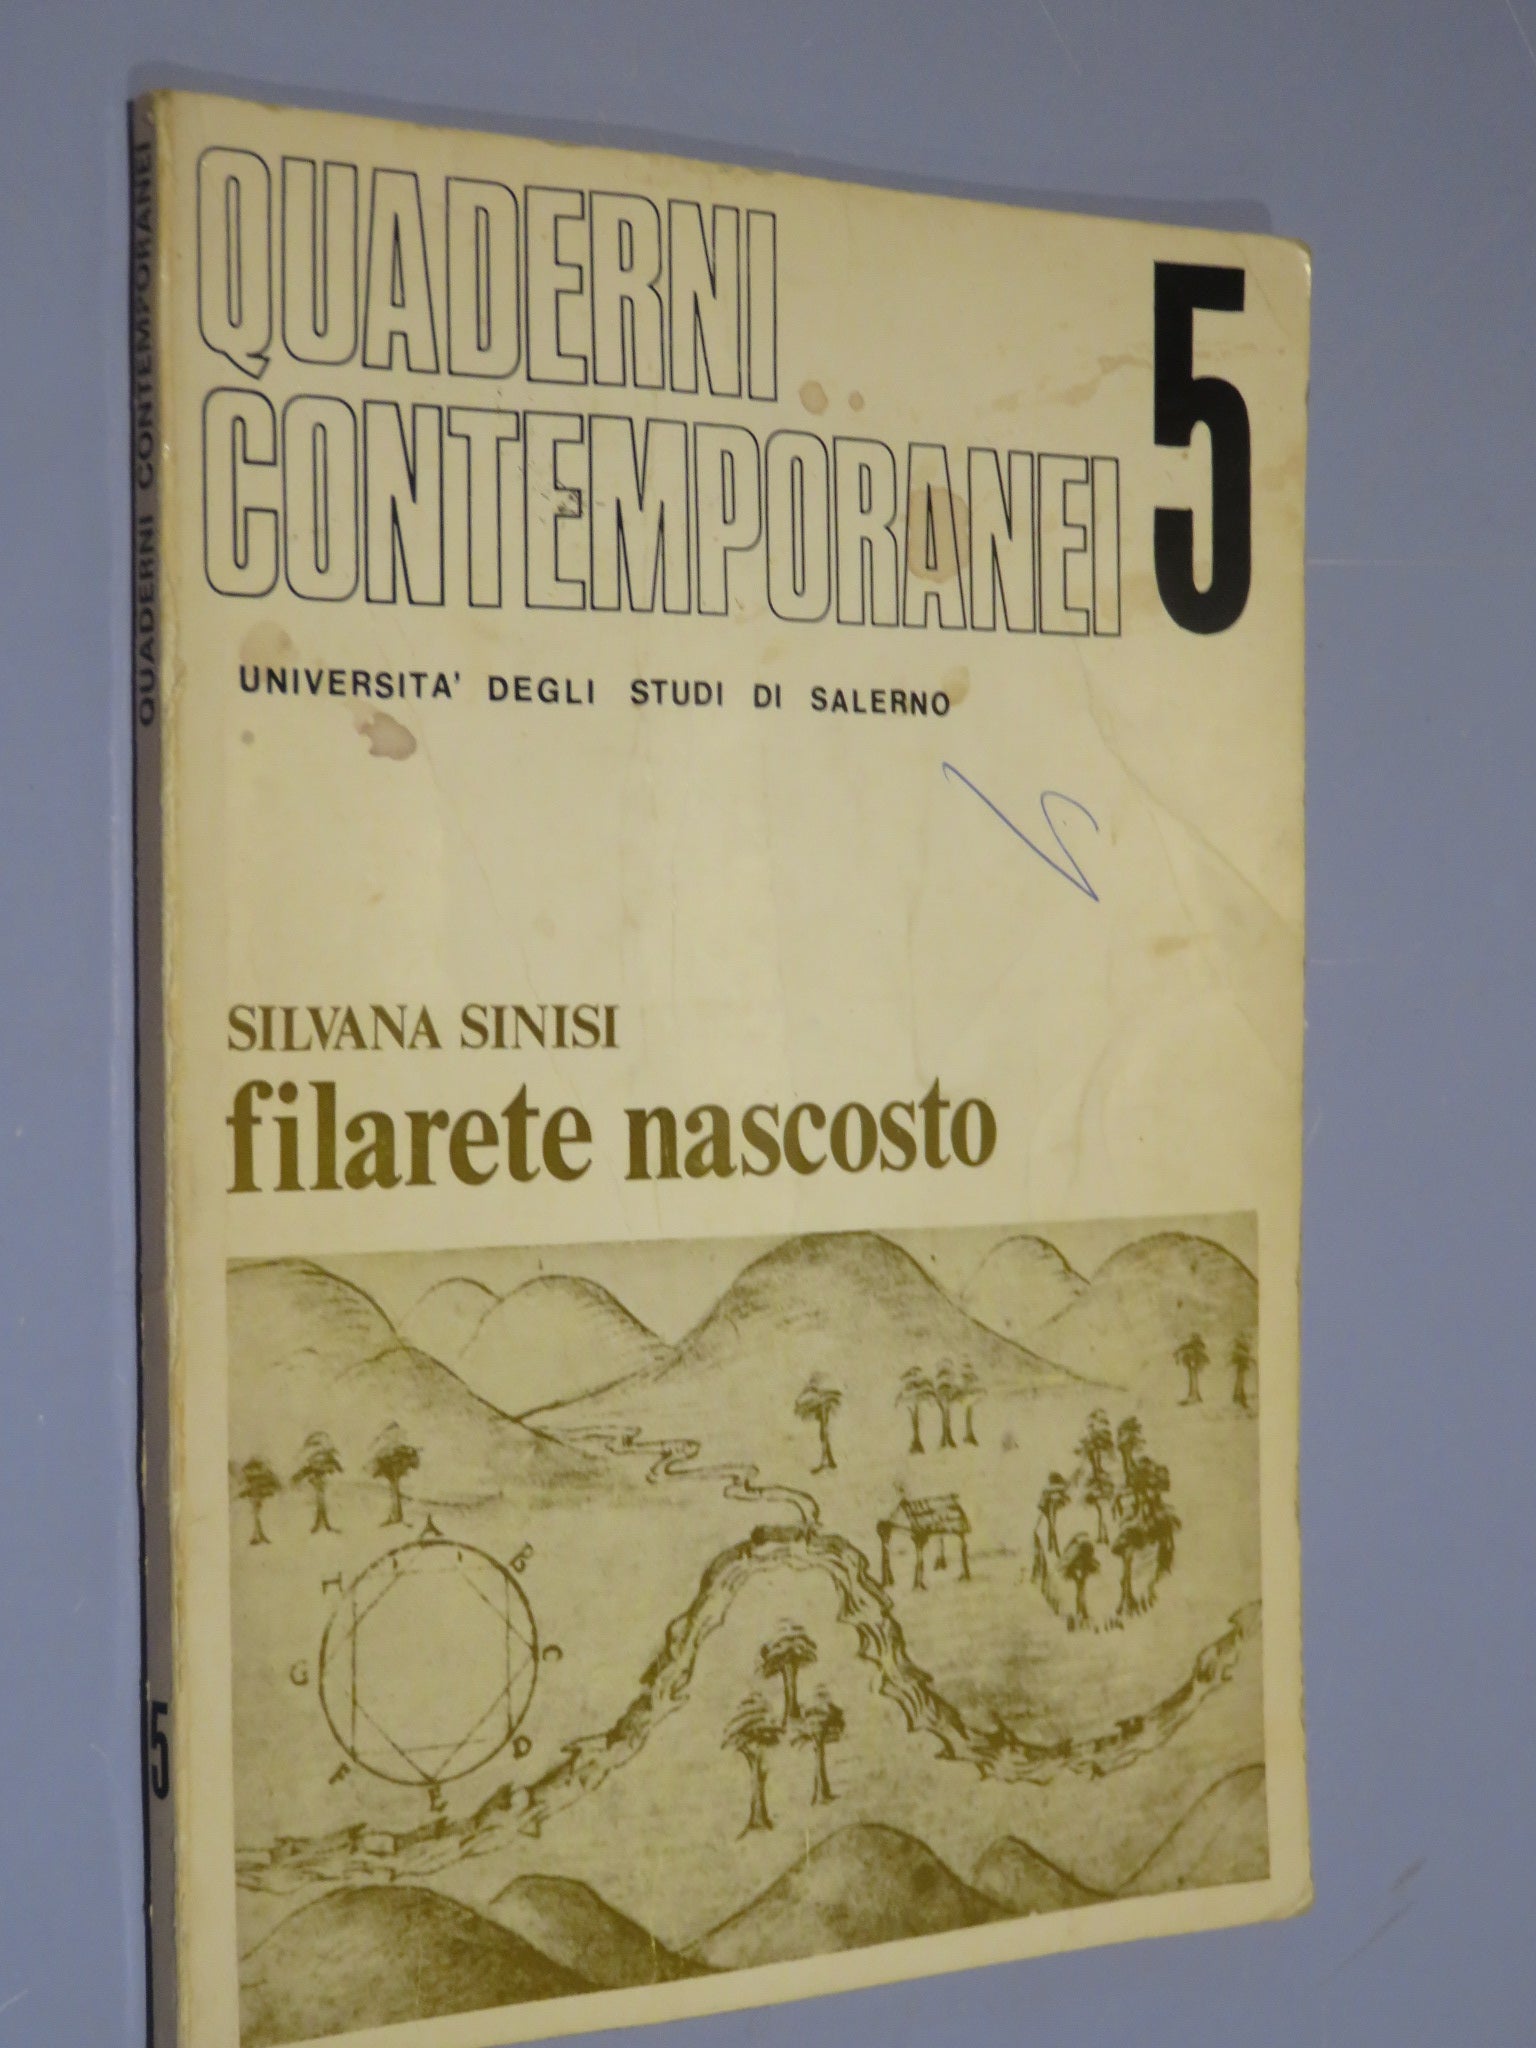 QUADERNI
CONTEMPORANEI
5
UNIVERSITA' DEGLI STUDI DI SALERNO
SILVANA SINISI
filarete nascosto
A
B
C
D
E
F
G
H
QUADERNI CONTEMPORANEI
5